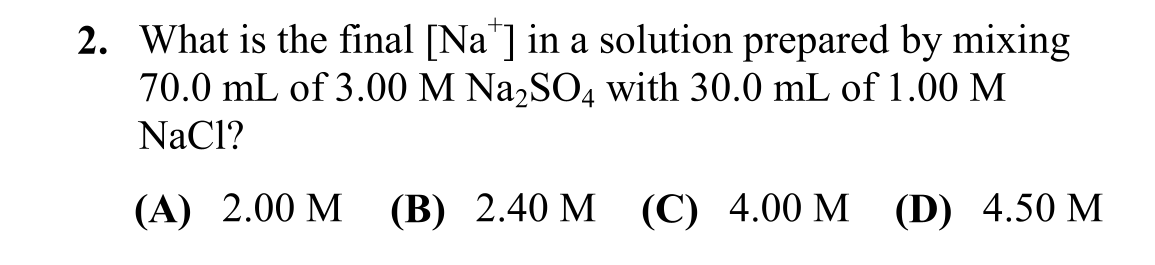 2. What is the final [Na⁺] in a solution prepared by mixing
70.0 mL of 3.00 M Na₂SO₄ with 30.0 mL of 1.00 M
NaCl?
(A) 2.00 M (B) 2.40 M (C) 4.00 M (D) 4.50 M